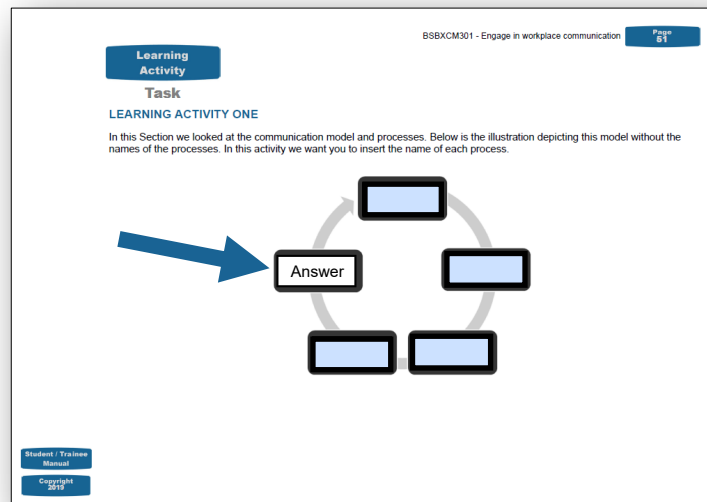 BSBXCM301 - Engage in workplace communication
Page
51
Learning
Activity
Task
LEARNING ACTIVITY ONE
In this Section we looked at the communication model and processes. Below is the illustration depicting this model without the
names of the processes. In this activity we want you to insert the name of each process.
Answer
Student / Trainee
Manual
Copyright
2019